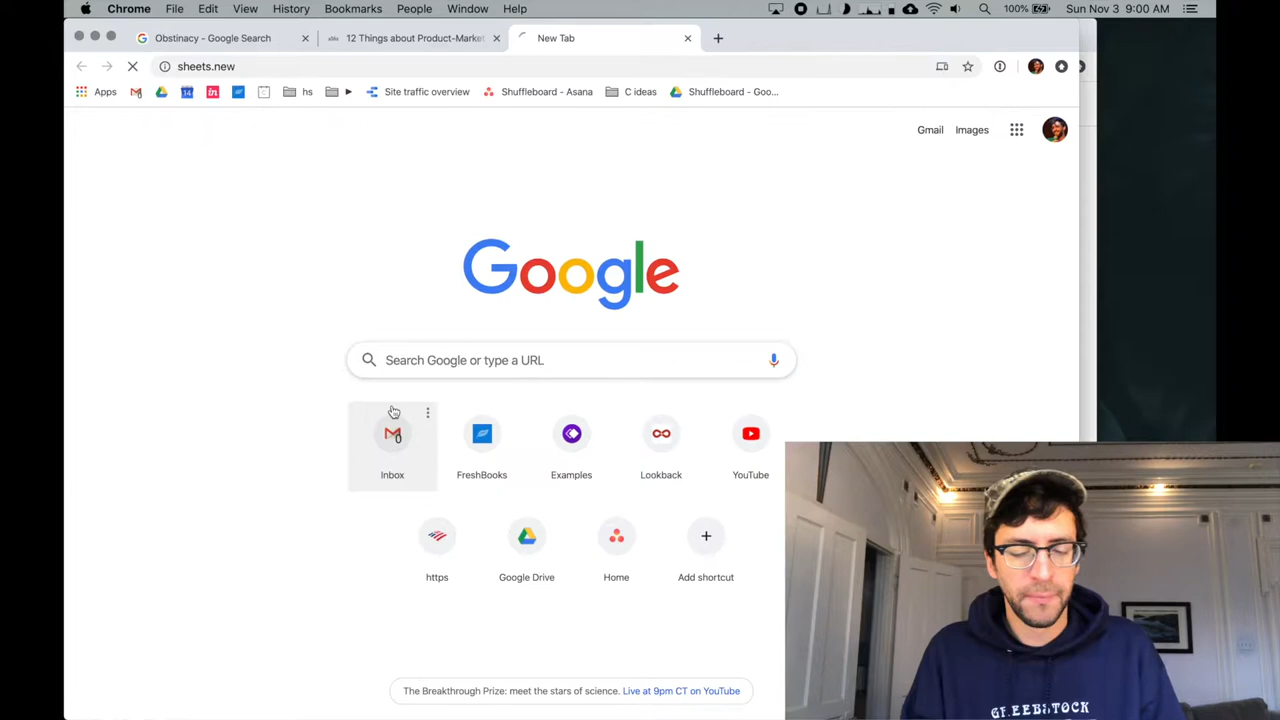 Chrome File Edit View History Bookmarks People Window Help 100% Sun Nov 3 9:00 AM
Obstinacy - Google Search 12 Things about Product-Market New Tab
sheets.new
Apps 14 in hs Site traffic overview Shuffleboard - Asana C ideas Shuffleboard - Goo...
Gmail Images
Google
Search Google or type a URL
Inbox FreshBooks Examples Lookback YouTube
https Google Drive Home Add shortcut
The Breakthrough Prize: meet the stars of science. Live at 9pm CT on YouTube
GREEBSTOCK